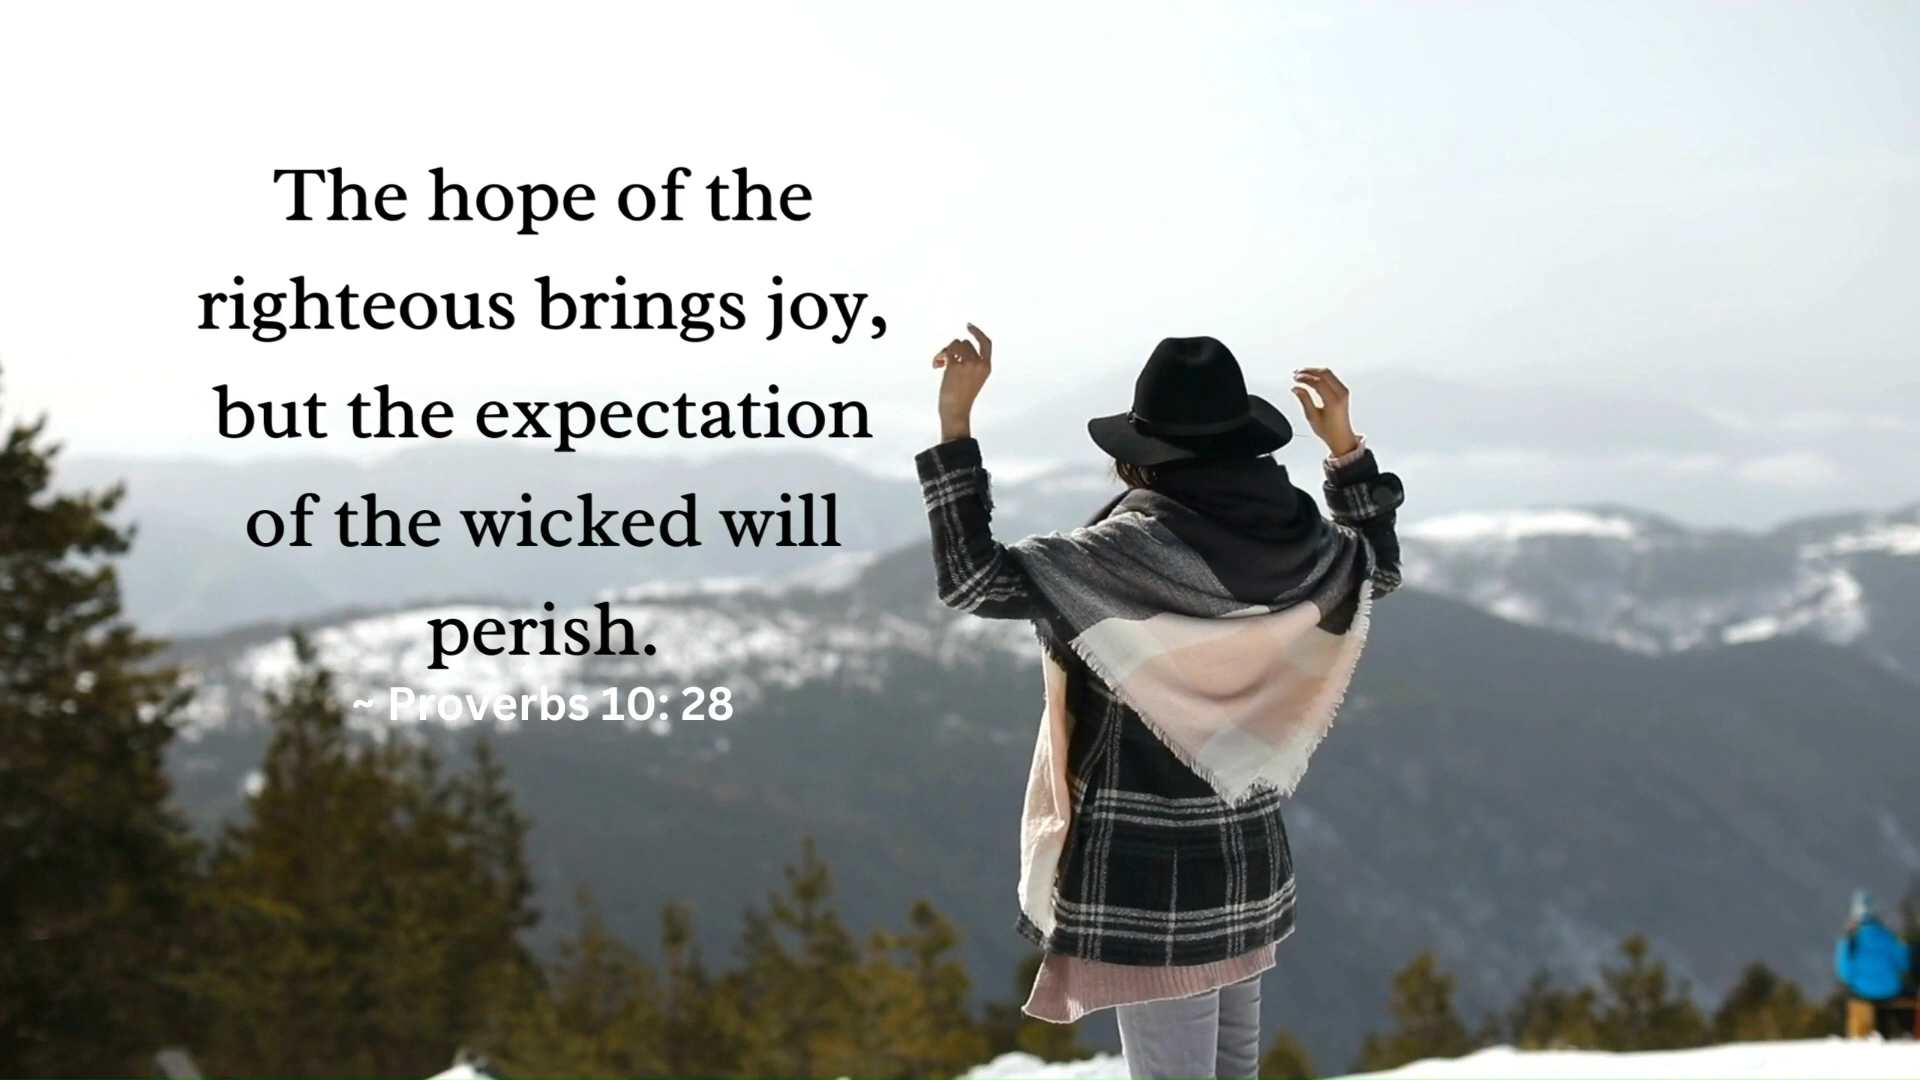 The hope of the
righteous brings joy,
but the expectation
of the wicked will
perish.
~ Proverbs 10: 28